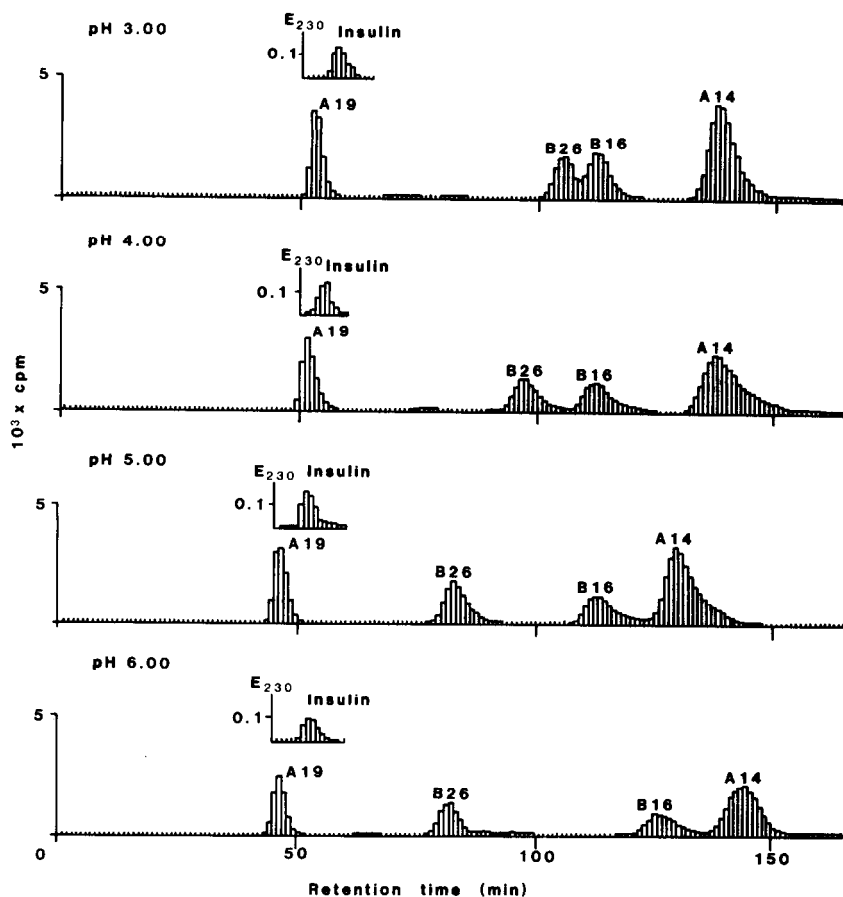 pH 3.00
E230 Insulin
0.1
5
A19
B26 B16
A14
pH 4.00
E230 Insulin
0.1
5
A19
B26
B16
A14
10³ x cpm
pH 5.00
E230 Insulin
0.1
5
A19
B26
B16
A14
pH 6.00
E230 Insulin
0.1
5
A19
B26
B16
A14
0 50 100 150
Retention time (min)